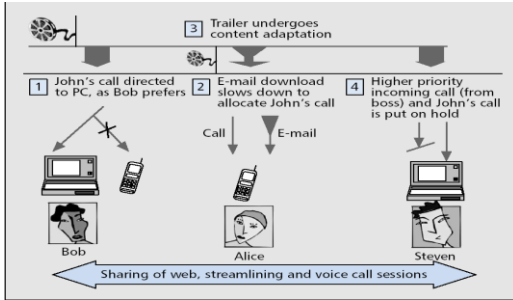 3 Trailer undergoes
content adaptation
1 John's call directed
to PC, as Bob prefers
2 E-mail download
slows down to
allocate John's call
4 Higher priority
incoming call (from
boss) and John's call
is put on hold
Call
E-mail
Bob
Alice
Steven
Sharing of web, streamlining and voice call sessions